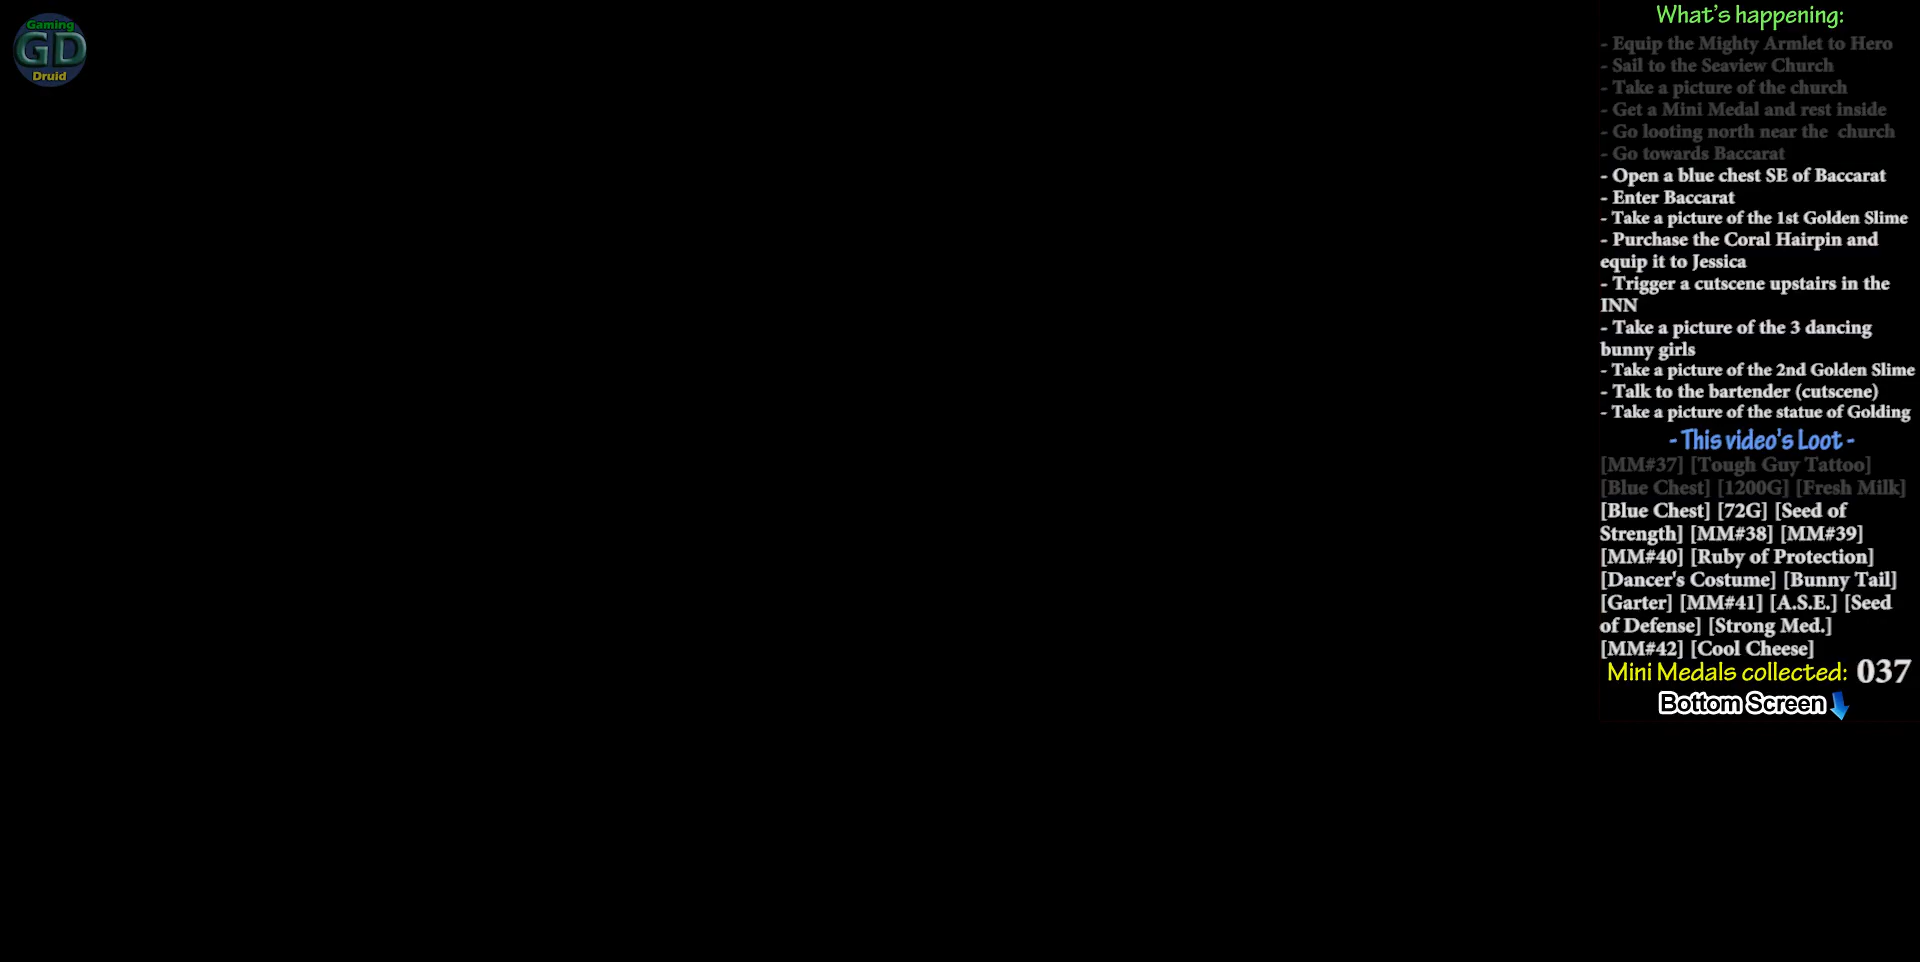 Gaming
GD
Druid
What's happening:
- Equip the Mighty Armlet to Hero
- Sail to the Seaview Church
- Take a picture of the church
- Get a Mini Medal and rest inside
- Go looting north near the church
- Go towards Baccarat
- Open a blue chest SE of Baccarat
- Enter Baccarat
- Take a picture of the 1st Golden Slime
- Purchase the Coral Hairpin and
equip it to Jessica
- Trigger a cutscene upstairs in the
INN
- Take a picture of the 3 dancing
bunny girls
- Take a picture of the 2nd Golden Slime
- Talk to the bartender (cutscene)
- Take a picture of the statue of Golding
- This video's Loot -
[MM#37] [Tough Guy Tattoo]
[Blue Chest] [1200G] [Fresh Milk]
[Blue Chest] [72G] [Seed of
Strength] [MM#38] [MM#39]
[MM#40] [Ruby of Protection]
[Dancer's Costume] [Bunny Tail]
[Garter] [MM#41] [A.S.E.] [Seed
of Defense] [Strong Med.]
[MM#42] [Cool Cheese]
Mini Medals collected: 037
Bottom Screen